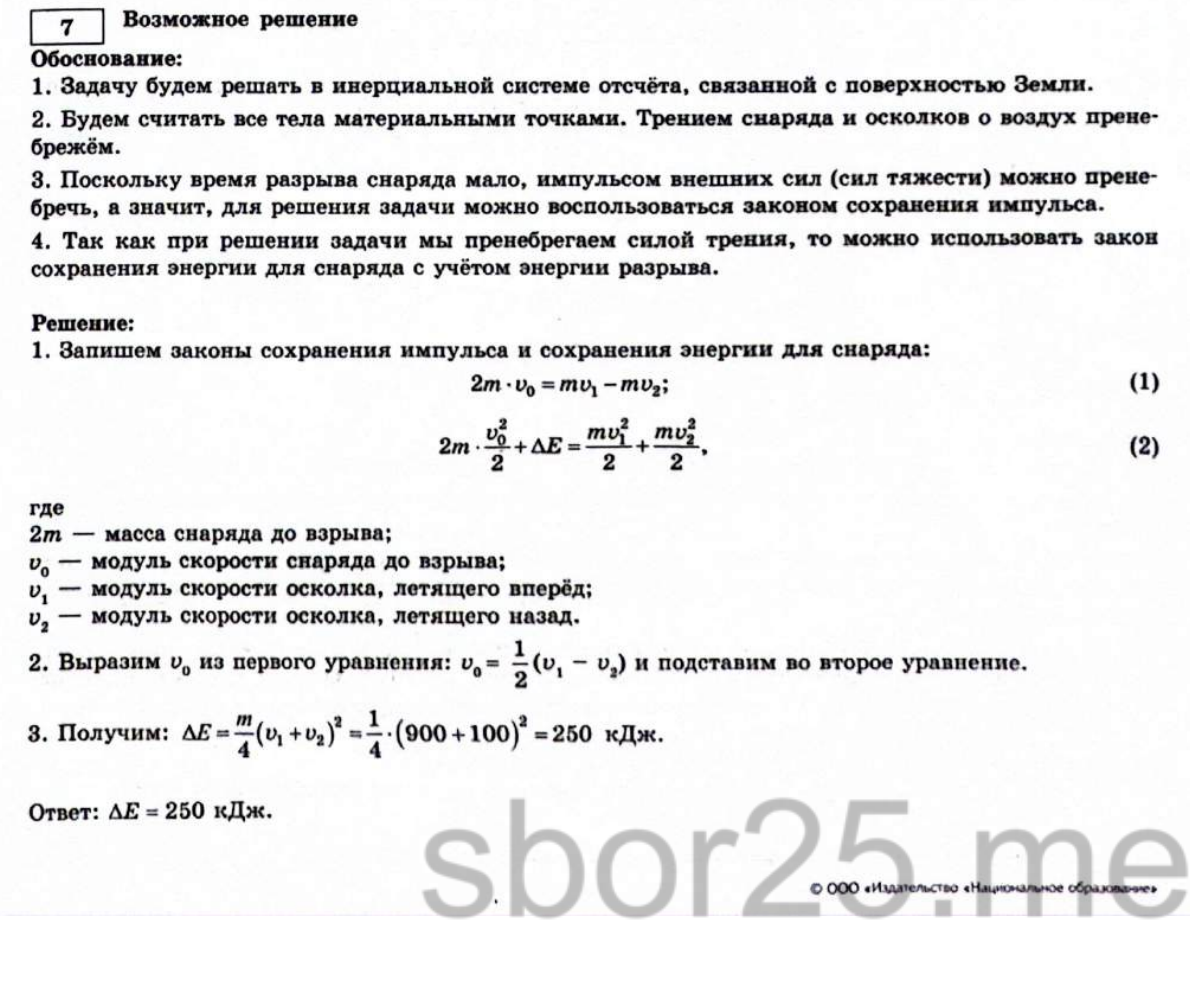 7 Возможное решение
Обоснование:
1. Задачу будем решать в инерциальной системе отсчёта, связанной с поверхностью Земли.
2. Будем считать все тела материальными точками. Трением снаряда и осколков о воздух прене-
брежём.
3. Поскольку время разрыва снаряда мало, импульсом внешних сил (сил тяжести) можно прене-
бречь, а значит, для решения задачи можно воспользоваться законом сохранения импульса.
4. Так как при решении задачи мы пренебрегаем силой трения, то можно использовать закон
сохранения энергии для снаряда с учётом энергии разрыва.
Решение:
1. Запишем законы сохранения импульса и сохранения энергии для снаряда:
2m · υ₀ = mυ₁ − mυ₂; (1)
2m · υ₀²/2 + ΔE = mυ₁²/2 + mυ₂²/2, (2)
где
2m — масса снаряда до взрыва;
υ₀ — модуль скорости снаряда до взрыва;
υ₁ — модуль скорости осколка, летящего вперёд;
υ₂ — модуль скорости осколка, летящего назад.
2. Выразим υ₀ из первого уравнения: υ₀ = 1/2 (υ₁ − υ₂) и подставим во второе уравнение.
3. Получим: ΔE = m/4 (υ₁ + υ₂)² = 1/4 · (900 + 100)² = 250 кДж.
Ответ: ΔE = 250 кДж.
sbor25.me
© ООО «Издательство «Национальное образование»